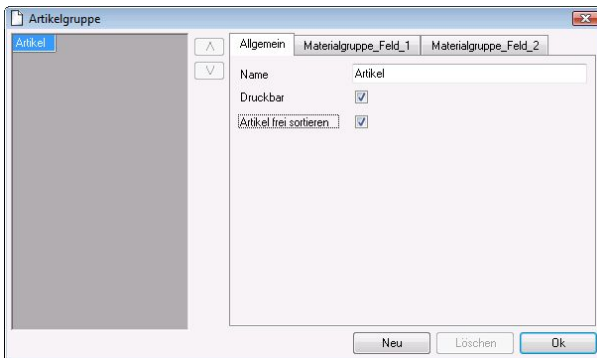 Artikelgruppe
Artikel
Allgemein Materialgruppe_Feld_1 Materialgruppe_Feld_2
Name Artikel
Druckbar
Artikel frei sortieren
Neu Löschen Ok